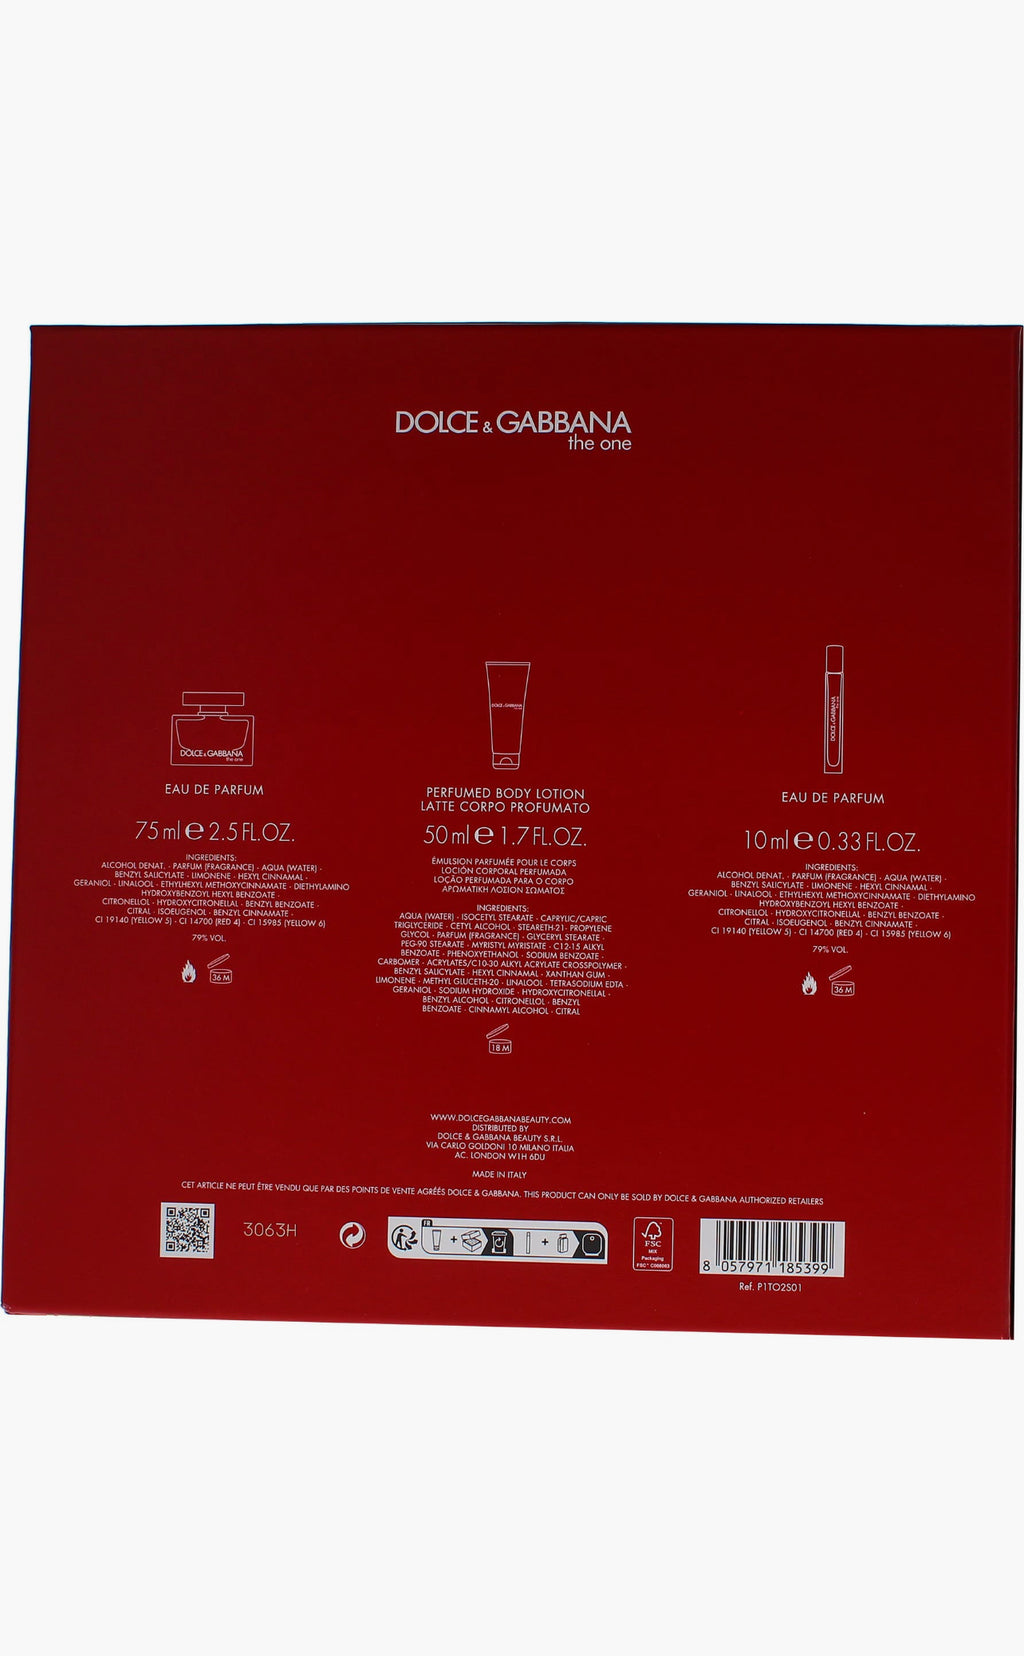 DOLCE & GABBANA
the one
DOLCE & GABBANA
the one
EAU DE PARFUM
75 ml e 2.5 FL.OZ.
INGREDIENTS:
ALCOHOL DENAT. · PARFUM (FRAGRANCE) · AQUA (WATER) ·
BENZYL SALICYLATE · LIMONENE · HEXYL CINNAMAL ·
GERANIOL · LINALOOL · ETHYLHEXYL METHOXYCINNAMATE · DIETHYLAMINO
HYDROXYBENZOYL HEXYL BENZOATE ·
CITRONELLOL · HYDROXYCITRONELLAL · BENZYL BENZOATE ·
CITRAL · ISOEUGENOL · BENZYL CINNAMATE ·
CI 19140 (YELLOW 5) · CI 14700 (RED 4) · CI 15985 (YELLOW 6)
79% VOL.
36 M
DOLCE & GABBANA
the one
PERFUMED BODY LOTION
LATTE CORPO PROFUMATO
50 ml e 1.7 FL.OZ.
ÉMULSION PARFUMÉE POUR LE CORPS
LOCIÓN CORPORAL PERFUMADA
LOÇÃO PERFUMADA PARA O CORPO
ΑΡΩΜΑΤΙΚΗ ΛΟΣΙΟΝ ΣΩΜΑΤΟΣ
INGREDIENTS:
AQUA (WATER) · ISOCETYL STEARATE · CAPRYLIC/CAPRIC
TRIGLYCERIDE · CETYL ALCOHOL · STEARETH-21 · PROPYLENE
GLYCOL · PARFUM (FRAGRANCE) · GLYCERYL STEARATE ·
PEG-90 STEARATE · MYRISTYL MYRISTATE · C12-15 ALKYL
BENZOATE · PHENOXYETHANOL · SODIUM BENZOATE ·
CARBOMER · ACRYLATES/C10-30 ALKYL ACRYLATE CROSSPOLYMER ·
BENZYL SALICYLATE · HEXYL CINNAMAL · XANTHAN GUM ·
LIMONENE · METHYL GLUCETH-20 · LINALOOL · TETRASODIUM EDTA ·
GERANIOL · SODIUM HYDROXIDE · HYDROXYCITRONELLAL ·
BENZYL ALCOHOL · CITRONELLOL · BENZYL
BENZOATE · CINNAMYL ALCOHOL · CITRAL
18 M
DOLCE & GABBANA
the one
EAU DE PARFUM
10 ml e 0.33 FL.OZ.
INGREDIENTS:
ALCOHOL DENAT. · PARFUM (FRAGRANCE) · AQUA (WATER) ·
BENZYL SALICYLATE · LIMONENE · HEXYL CINNAMAL ·
GERANIOL · LINALOOL · ETHYLHEXYL METHOXYCINNAMATE · DIETHYLAMINO
HYDROXYBENZOYL HEXYL BENZOATE ·
CITRONELLOL · HYDROXYCITRONELLAL · BENZYL BENZOATE ·
CITRAL · ISOEUGENOL · BENZYL CINNAMATE ·
CI 19140 (YELLOW 5) · CI 14700 (RED 4) · CI 15985 (YELLOW 6)
79% VOL.
36 M
WWW.DOLCEGABBANABEAUTY.COM
DISTRIBUTED BY
DOLCE & GABBANA BEAUTY S.R.L.
VIA CARLO GOLDONI 10 MILANO ITALIA
AC. LONDON W1H 6DU
MADE IN ITALY
CET ARTICLE NE PEUT ÊTRE VENDU QUE PAR DES POINTS DE VENTE AGRÉÉS DOLCE & GABBANA. THIS PRODUCT CAN ONLY BE SOLD BY DOLCE & GABBANA AUTHORIZED RETAILERS
3063H
FR
FSC
MIX
Packaging
FSC® C008063
8 057971 185399
Ref. P1TO2S01